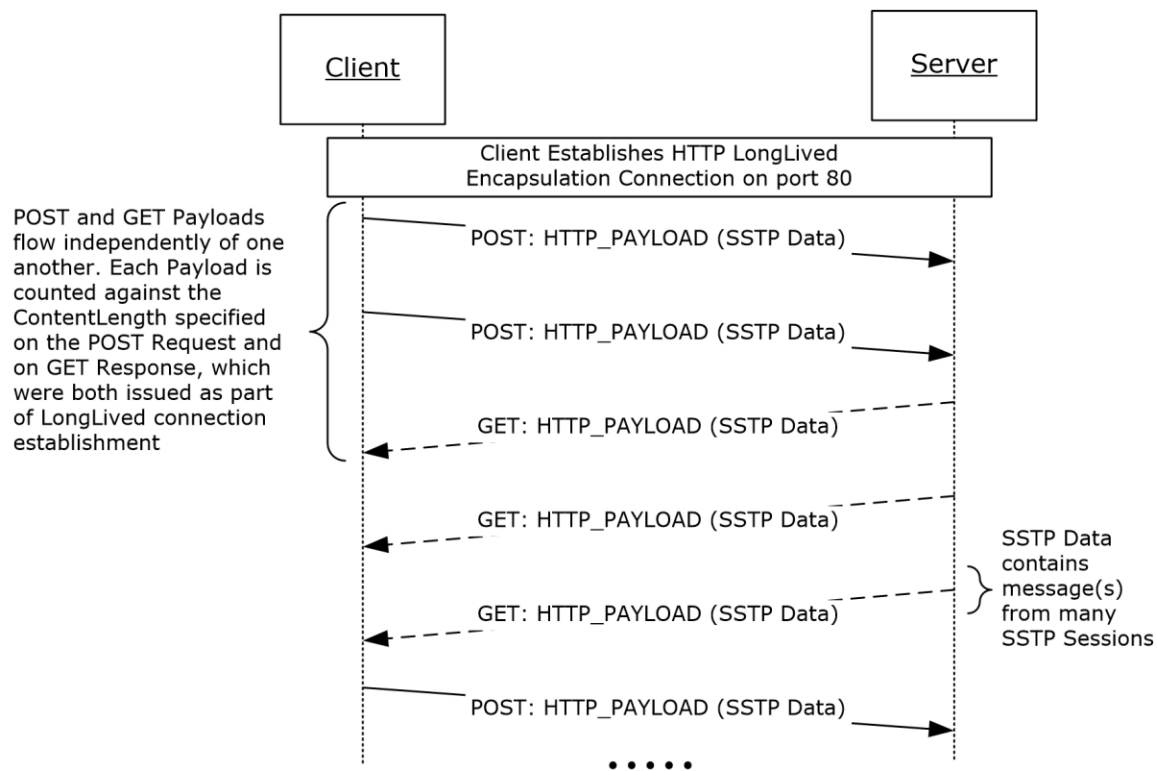 Client
Server
Client Establishes HTTP LongLived
Encapsulation Connection on port 80
POST and GET Payloads
flow independently of one
another. Each Payload is
counted against the
ContentLength specified
on the POST Request and
on GET Response, which
were both issued as part
of LongLived connection
establishment
POST: HTTP_PAYLOAD (SSTP Data)
POST: HTTP_PAYLOAD (SSTP Data)
GET: HTTP_PAYLOAD (SSTP Data)
GET: HTTP_PAYLOAD (SSTP Data)
GET: HTTP_PAYLOAD (SSTP Data)
SSTP Data
contains
message(s)
from many
SSTP Sessions
POST: HTTP_PAYLOAD (SSTP Data)
.....